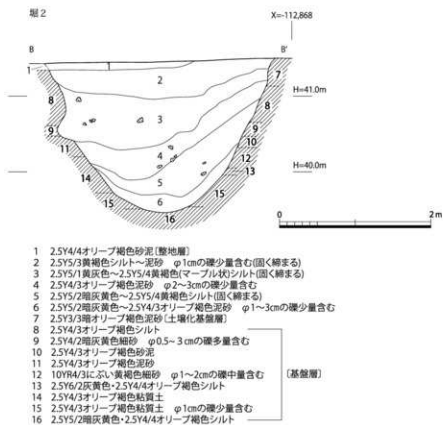 堀2
X=-112,868
B
B'
1
1
2
7
8
H=41.0m
8
3
9
9
10
11
4
12
H=40.0m
13
14
5
15
6
15
16
0
2m
1 2.5Y4/4オリーブ褐色砂泥〔整地層〕
2 2.5Y5/3黄褐色シルト~泥砂 φ1cmの礫少量含む(固く締まる)
3 2.5Y5/1黄灰色~2.5Y5/4黄褐色(マーブル状)シルト(固く締まる)
4 2.5Y4/3オリーブ褐色泥砂 φ2~3cmの礫少量含む
5 2.5Y5/2暗灰黄色~2.5Y5/4黄褐色シルト(固く締まる)
6 2.5Y5/2暗灰黄色~2.5Y4/3オリーブ褐色泥砂 φ1~3cmの礫少量含む
7 2.5Y3/3暗オリーブ褐色泥砂〔土壌化基盤層〕
8 2.5Y4/3オリーブ褐色シルト
9 2.5Y4/2暗灰黄色細砂 φ0.5~3cmの礫多量含む
10 2.5Y4/3オリーブ褐色砂泥
11 2.5Y4/3オリーブ褐色泥砂
12 0YR4/3にぶい黄褐色細砂 φ1~2cmの礫中量含む 〔基盤層〕
13 2.5Y6/2灰黄色・2.5Y4/4オリーブ褐色シルト
14 2.5Y4/3オリーブ褐色粘質土
15 2.5Y4/3オリーブ褐色粘質土 φ1cmの礫少量含む
16 2.5Y5/2暗灰黄色・2.5Y4/4オリーブ褐色シルト